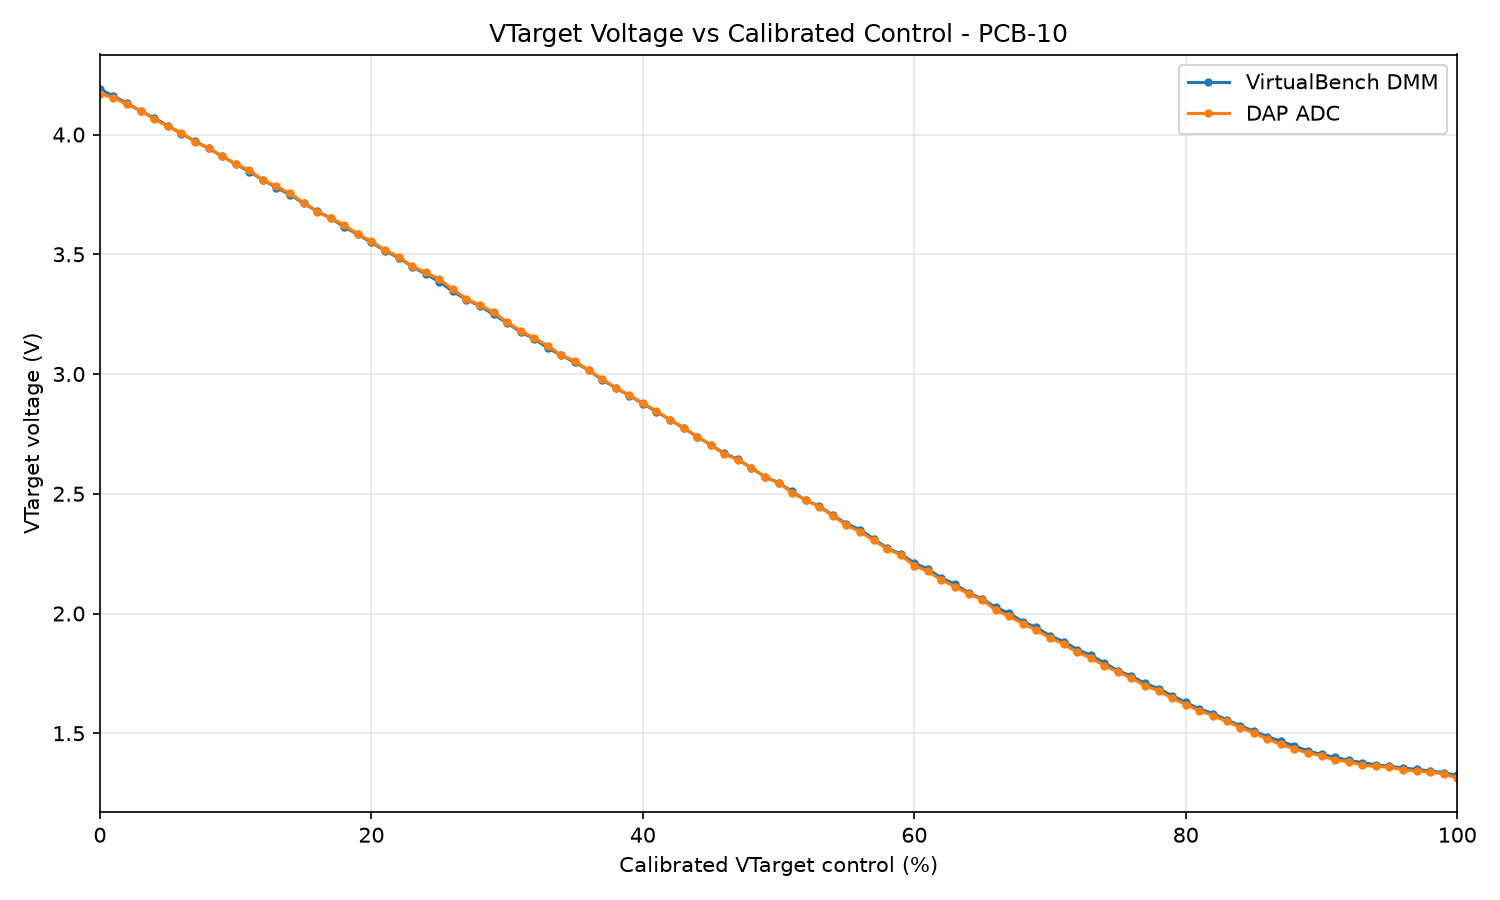 VTarget Voltage vs Calibrated Control - PCB-10
VirtualBench DMM
DAP ADC
VTarget voltage (V)
4.0
3.5
3.0
2.5
2.0
1.5
0
20
40
60
80
100
Calibrated VTarget control (%)